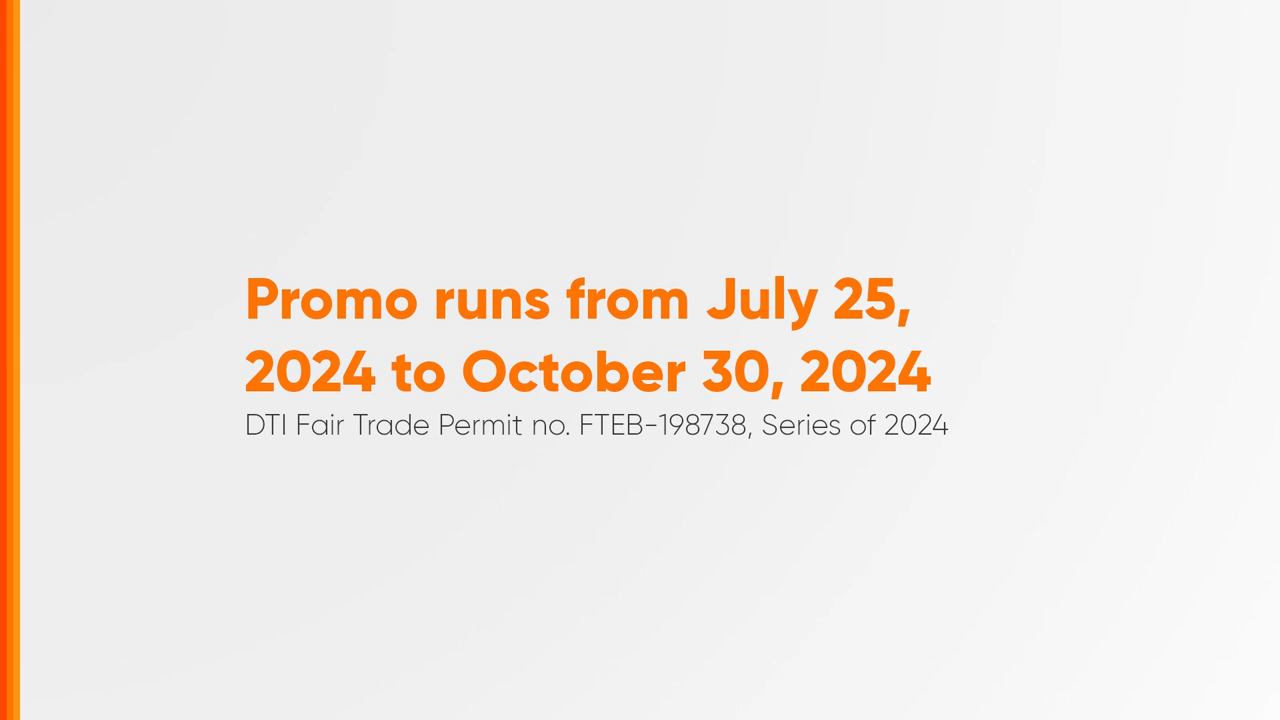 Promo runs from July 25,
2024 to October 30, 2024
DTI Fair Trade Permit no. FTEB-198738, Series of 2024